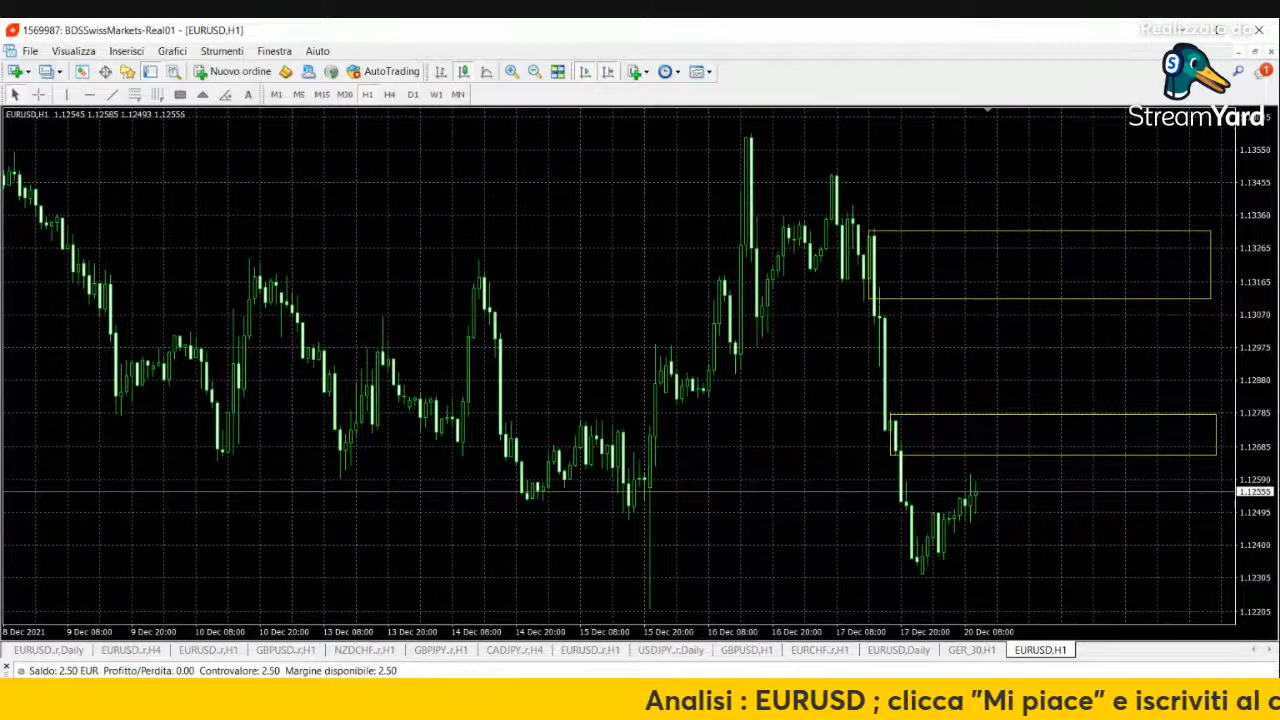 1569987: BDSSwissMarkets-Real01 - [EURUSD,H1]
Realizzato da
File Visualizza Inserisci Grafici Strumenti Finestra Aiuto
Nuovo ordine AutoTrading
StreamYard
A M1 M5 M15 M30 H1 H4 D1 W1 MN
EURUSD,H1 1.12545 1.12585 1.12493 1.12555
1.13550
1.13455
1.13360
1.13265
1.13165
1.13070
1.12975
1.12880
1.12785
1.12685
1.12590
1.12555
1.12495
1.12400
1.12305
1.12205
8 Dec 2021 9 Dec 08:00 9 Dec 20:00 10 Dec 08:00 10 Dec 20:00 13 Dec 08:00 13 Dec 20:00 14 Dec 08:00 14 Dec 20:00 15 Dec 08:00 15 Dec 20:00 16 Dec 08:00 16 Dec 20:00 17 Dec 08:00 17 Dec 20:00 20 Dec 08:00
EURUSD..r,Daily EURUSD..r,H4 EURUSD..r,H1 GBPUSD..r,H1 NZDCHF..r,H1 GBPJPY..r,H1 CADJPY..r,H4 EURUSD..r,H1 USDJPY..r,Daily GBPUSD,H1 EURCHF..r,H1 EURUSD,Daily GER_30,H1 EURUSD,H1
Saldo: 2.50 EUR Profitto/Perdita: 0.00 Controvalore: 2.50 Margine disponibile: 2.50
Analisi : EURUSD ; clicca "Mi piace" e iscriviti al